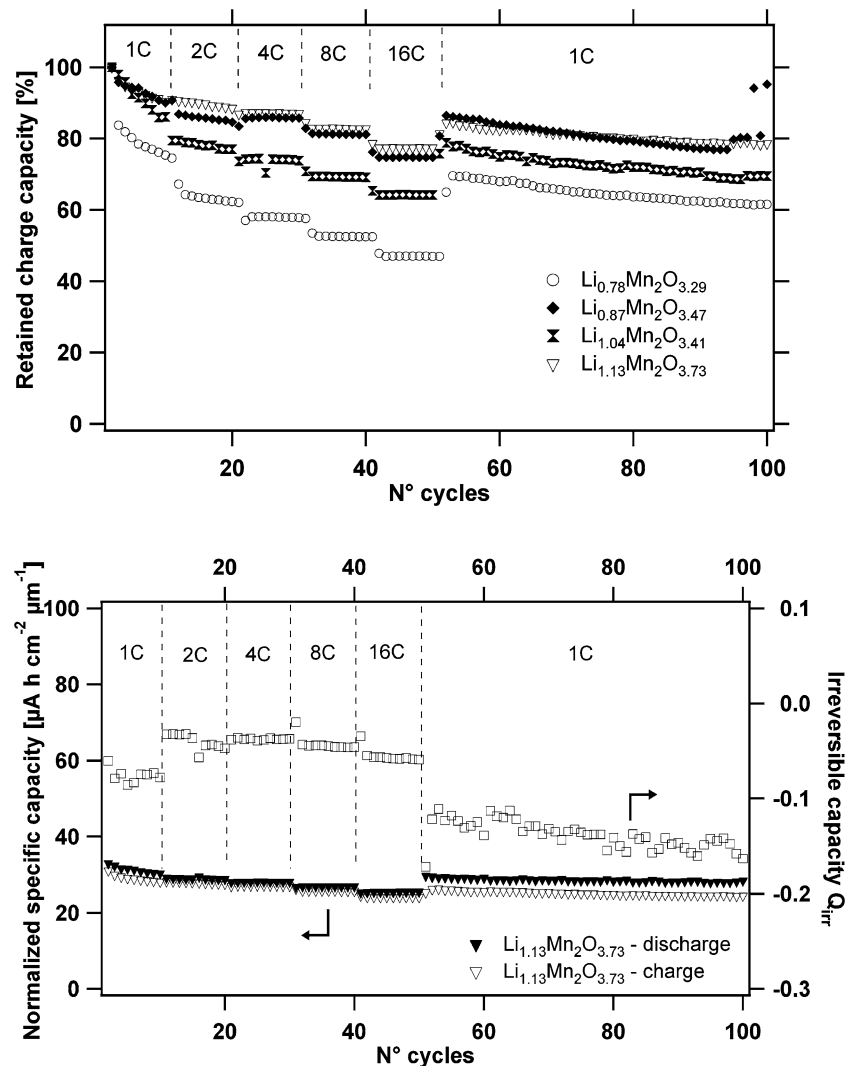 Retained charge capacity [%]
100
80
60
40
20
0
1C 2C 4C 8C 16C 1C
Li0.78Mn2O3.29
Li0.87Mn2O3.47
Li1.04Mn2O3.41
Li1.13Mn2O3.73
20 40 60 80 100
N° cycles
20 40 60 80 100
Normalized specific capacity [µA h cm⁻² µm⁻¹]
100
80
60
40
20
0
1C 2C 4C 8C 16C 1C
0.1
0.0
-0.1
-0.2
-0.3
Irreversible capacity Qirr
Li1.13Mn2O3.73 - discharge
Li1.13Mn2O3.73 - charge
20 40 60 80 100
N° cycles